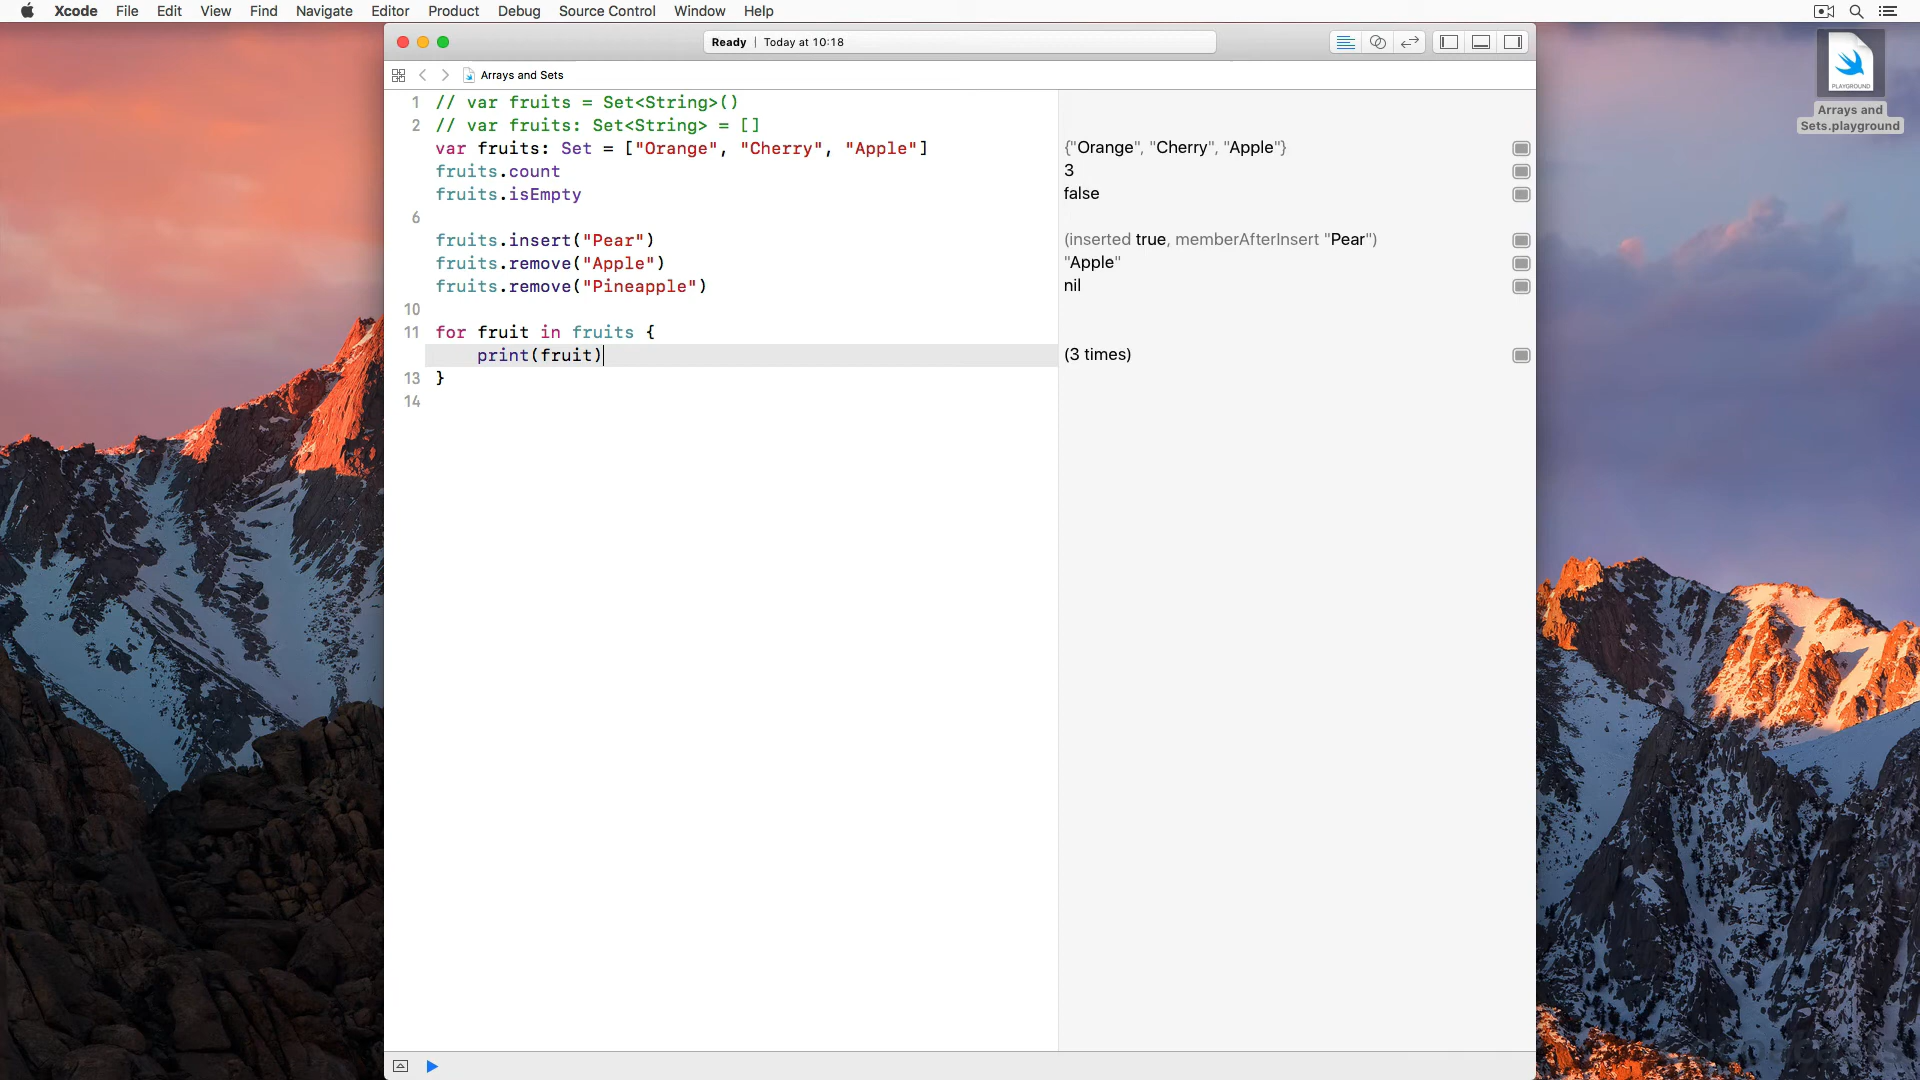 Xcode File Edit View Find Navigate Editor Product Debug Source Control Window Help
Ready | Today at 10:18
Arrays and Sets
1 // var fruits = Set<String>()
2 // var fruits: Set<String> = []
var fruits: Set = ["Orange", "Cherry", "Apple"] {"Orange", "Cherry", "Apple"}
fruits.count 3
fruits.isEmpty false
6
fruits.insert("Pear") (inserted true, memberAfterInsert "Pear")
fruits.remove("Apple") "Apple"
fruits.remove("Pineapple") nil
10
11 for fruit in fruits {
print(fruit) (3 times)
13 }
14
PLAYGROUND
Arrays and
Sets.playground